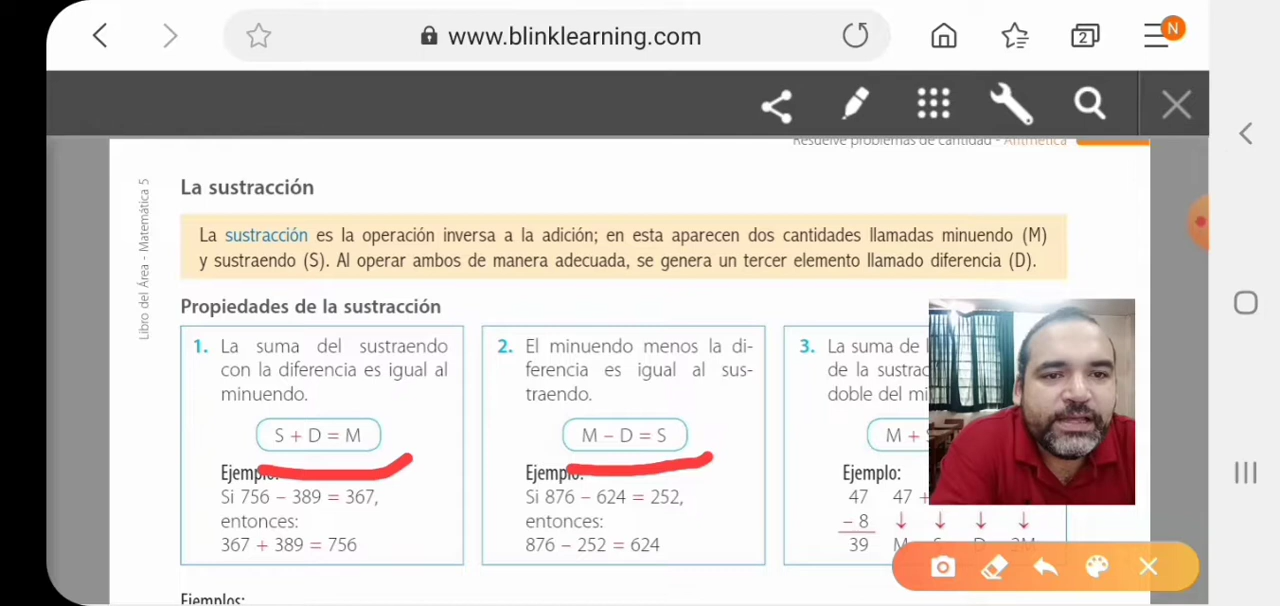 www.blinklearning.com
2
N
Resuelve problemas de cantidad - Aritmética
Libro del Área - Matemática 5
La sustracción
La sustracción es la operación inversa a la adición; en esta aparecen dos cantidades llamadas minuendo (M)
y sustraendo (S). Al operar ambos de manera adecuada, se genera un tercer elemento llamado diferencia (D).
Propiedades de la sustracción
1. La suma del sustraendo
con la diferencia es igual al
minuendo.
S + D = M
Ejemplo:
Si 756 – 389 = 367,
entonces:
367 + 389 = 756
2. El minuendo menos la di-
ferencia es igual al sus-
traendo.
M – D = S
Ejemplo:
Si 876 – 624 = 252,
entonces:
876 – 252 = 624
3. La suma de
de la
doble del
M +
Ejemplo:
47 47 +
– 8 ↓ ↓ ↓ ↓
39 M S D 2M
Ejemplos: